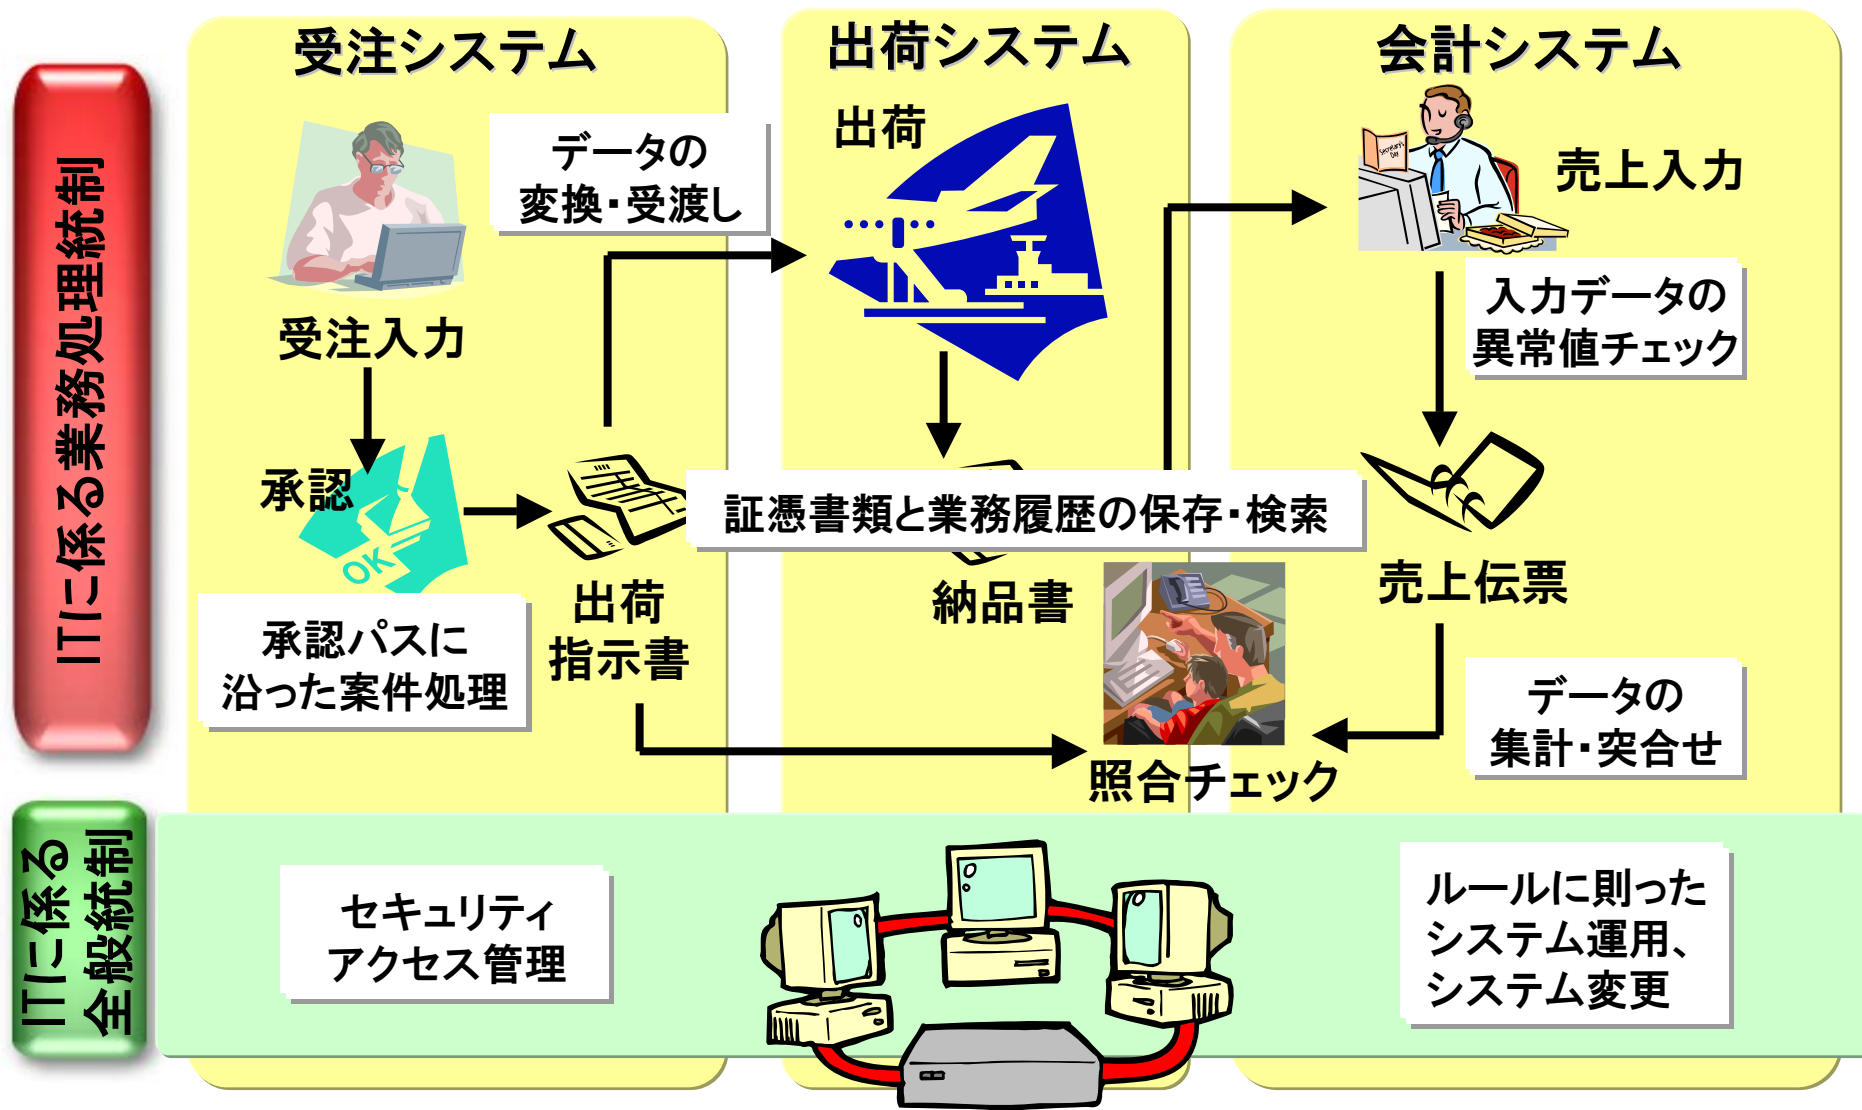 受注システム
出荷システム
会計システム
ITに係る業務処理統制
データの
変換・受渡し
出荷
Secretary's
Day
売上入力
受注入力
入力データの
異常値チェック
承認
OK
証憑書類と業務履歴の保存・検索
出荷
指示書
納品書
売上伝票
承認パスに
沿った案件処理
データの
集計・突合せ
照合チェック
ITに係る
全般統制
セキュリティ
アクセス管理
ルールに則った
システム運用、
システム変更